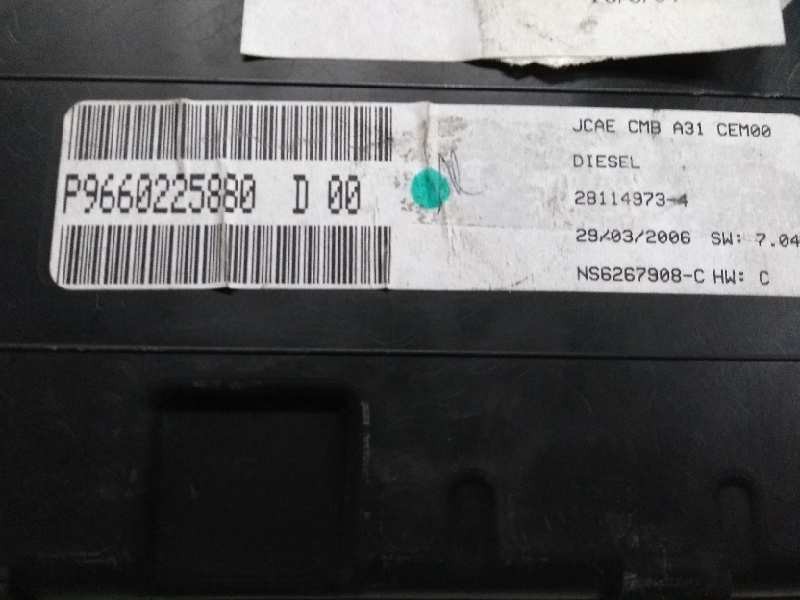 P9660225880 D 00
JCAE CMB A31 CEM00
DIESEL
28114973-4
29/03/2006 SW: 7.04
NS6267908-C HW: C